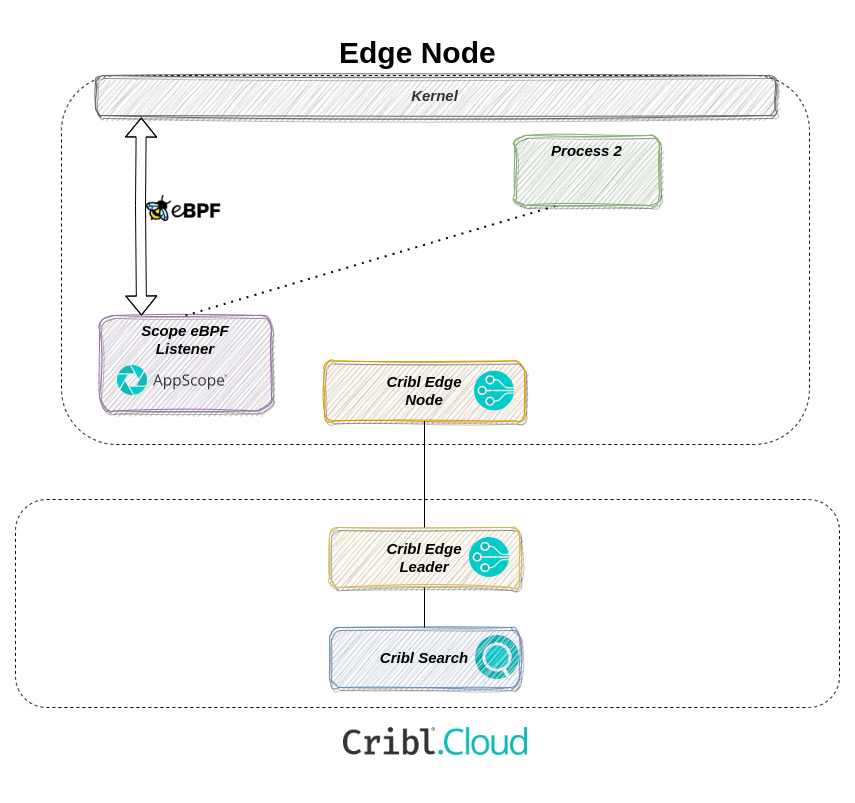 Edge Node
Kernel
Process 2
eBPF
Scope eBPF
Listener
AppScope
Cribl Edge
Node
Cribl Edge
Leader
Cribl Search
Cribl.Cloud